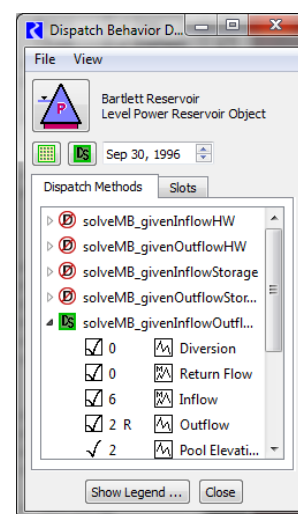 Dispatch Behavior D...
File View
P
Bartlett Reservoir
Level Power Reservoir Object
DS Sep 30, 1996
Dispatch Methods Slots
D solveMB_givenInflowHW
D solveMB_givenOutflowHW
D solveMB_givenInflowStorage
D solveMB_givenOutflowStor...
DS solveMB_givenInflowOutfl...
0 Diversion
0 Return Flow
6 Inflow
2 R Outflow
2 Pool Elevati...
Show Legend ... Close